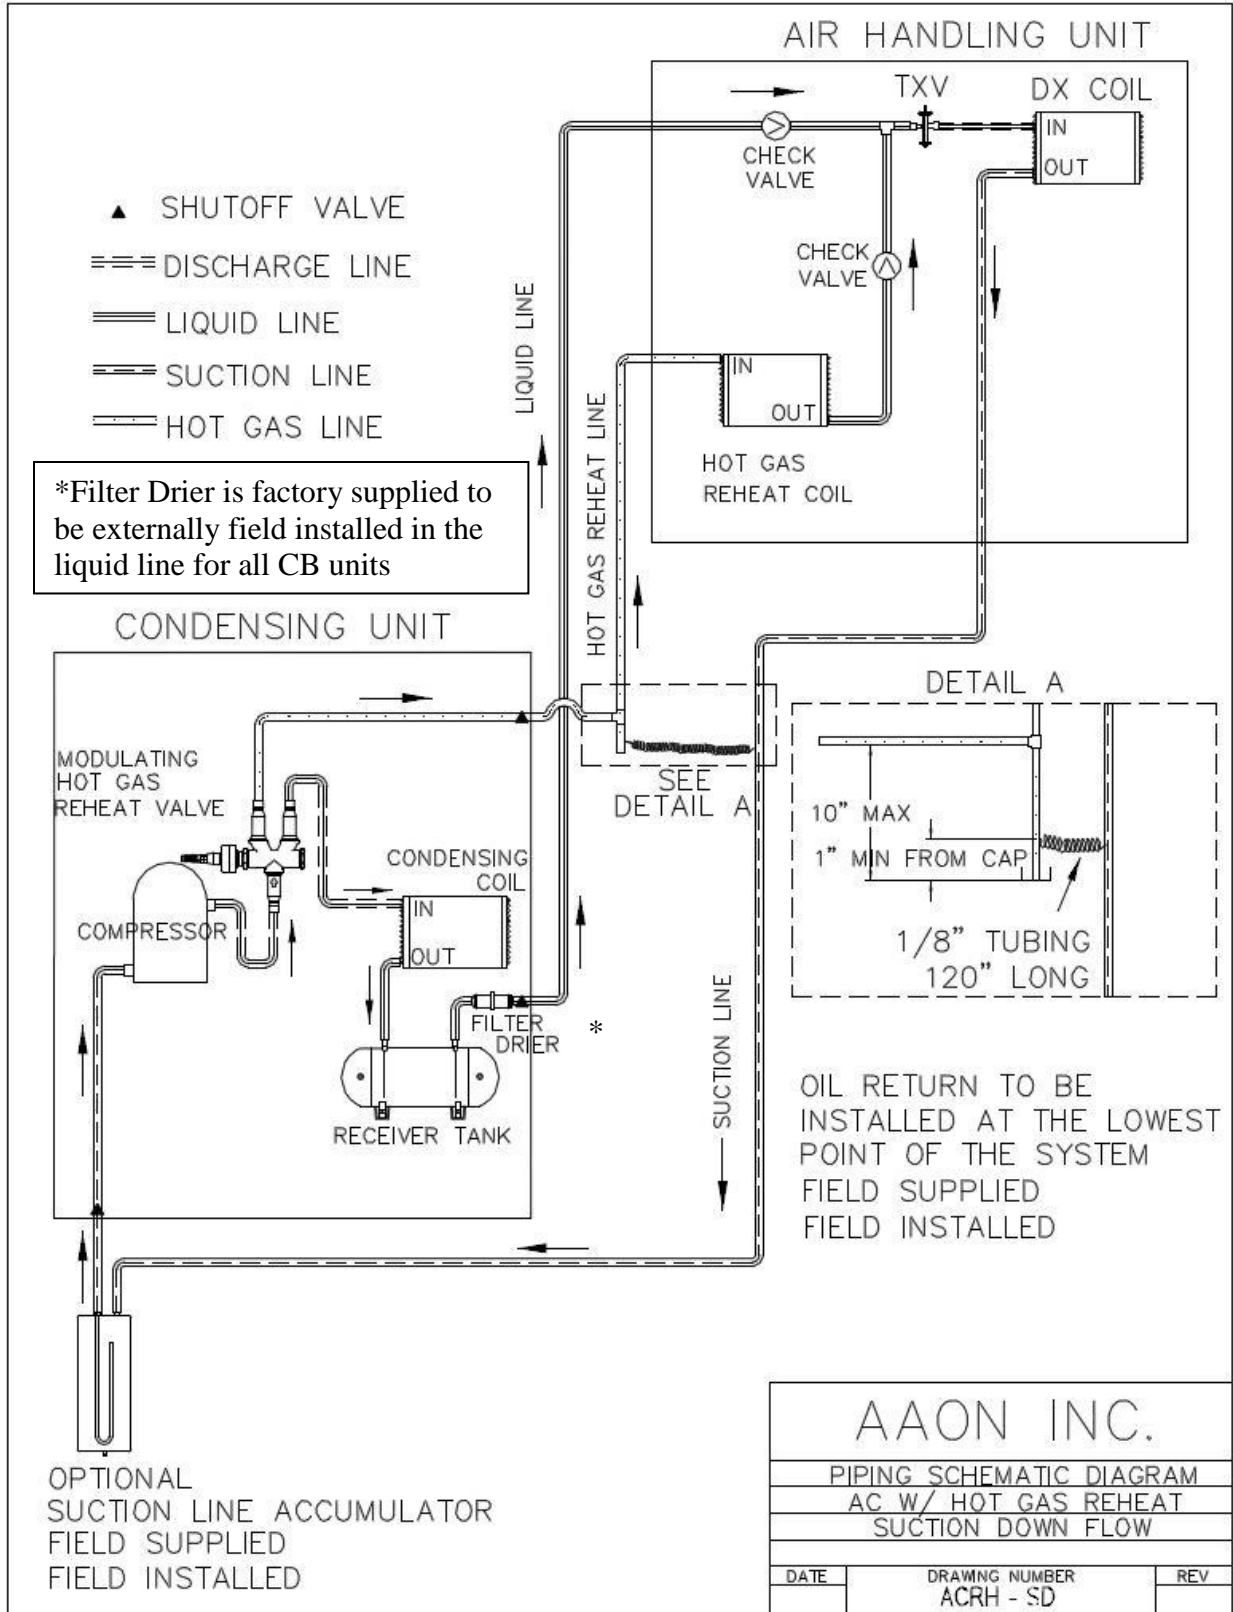 AIR HANDLING UNIT
TXV
DX COIL
IN
OUT
CHECK
VALVE
CHECK
VALVE
SHUTOFF VALVE
DISCHARGE LINE
LIQUID LINE
SUCTION LINE
HOT GAS LINE
LIQUID LINE
HOT GAS REHEAT LINE
IN
OUT
HOT GAS
REHEAT COIL
*Filter Drier is factory supplied to
be externally field installed in the
liquid line for all CB units
CONDENSING UNIT
MODULATING
HOT GAS
REHEAT VALVE
COMPRESSOR
CONDENSING
COIL
IN
OUT
FILTER
DRIER
*
RECEIVER TANK
SEE
DETAIL A
DETAIL A
10" MAX
1" MIN FROM CAP
1/8" TUBING
120" LONG
SUCTION LINE
OIL RETURN TO BE
INSTALLED AT THE LOWEST
POINT OF THE SYSTEM
FIELD SUPPLIED
FIELD INSTALLED
OPTIONAL
SUCTION LINE ACCUMULATOR
FIELD SUPPLIED
FIELD INSTALLED
AAON INC.
PIPING SCHEMATIC DIAGRAM
AC W/ HOT GAS REHEAT
SUCTION DOWN FLOW
DATE
DRAWING NUMBER
REV
ACRH - SD